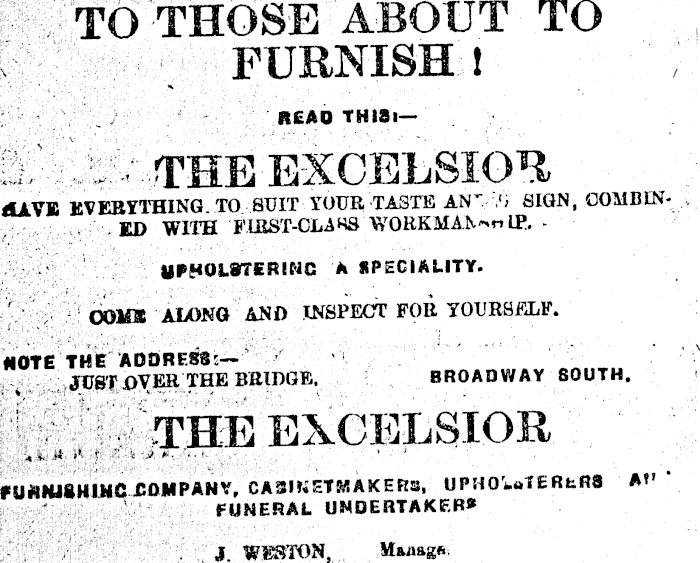 TO THOSE ABOUT TO
FURNISH!
READ THIS:—
THE EXCELSIOR
HAVE EVERYTHING TO SUIT YOUR TASTE SIGN, COMBIN-
ED WITH FIRST-CLASS WORKMANSHIP.
UPHOLSTERING A SPECIALITY.
COME ALONG AND INSPECT FOR YOURSELF.
NOTE THE ADDRESS:—
JUST OVER THE BRIDGE, BROADWAY SOUTH.
THE EXCELSIOR
FURNISHING COMPANY, CABINETMAKERS, UPHOLSTERERS
FUNERAL UNDERTAKERS
J. WESTON, Manage